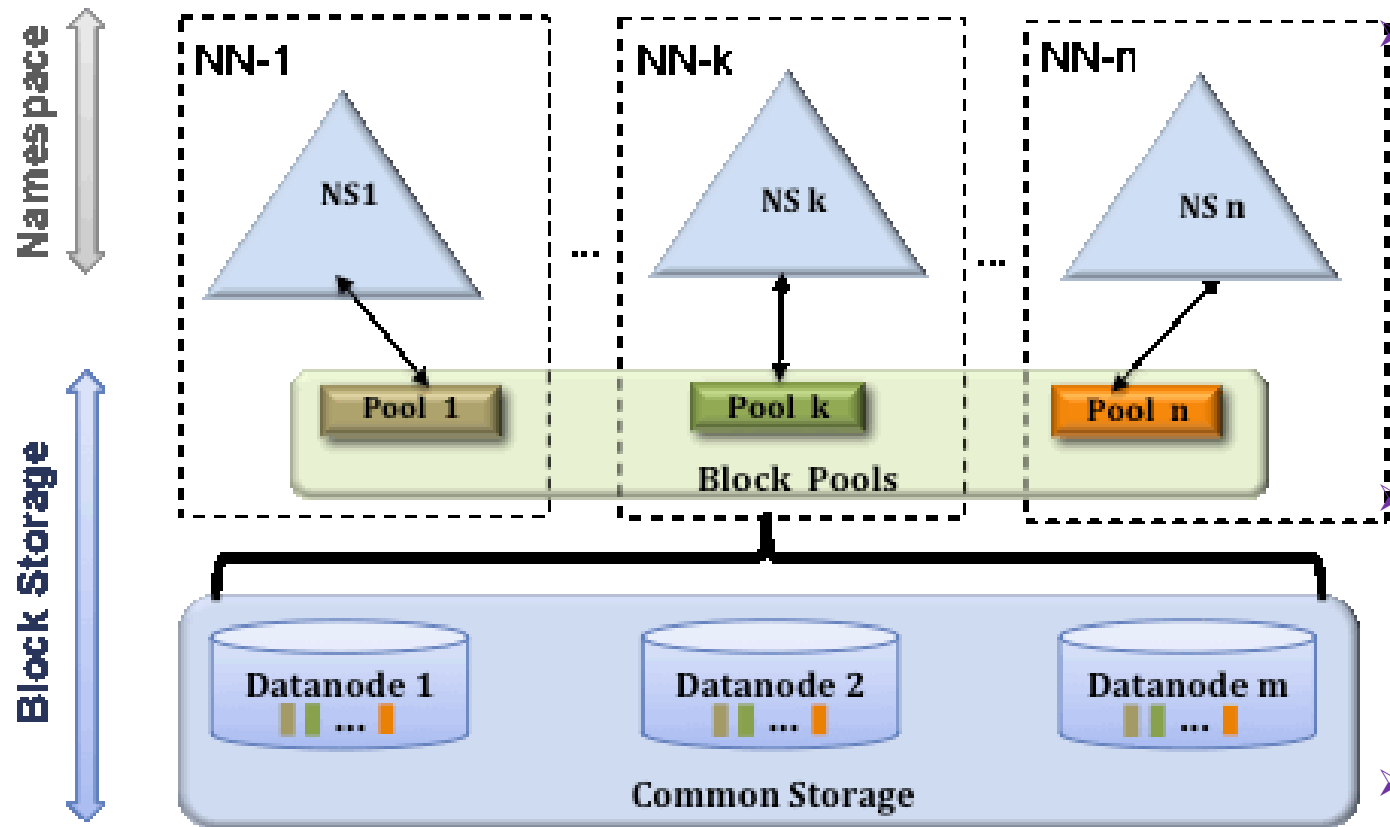 Namespace
NN-1
NN-k
NN-n
NS1
NS k
NS n
...
...
Pool 1
Pool k
Pool n
Block Pools
Block Storage
Datanode 1
...
Datanode 2
...
Datanode m
...
Common Storage